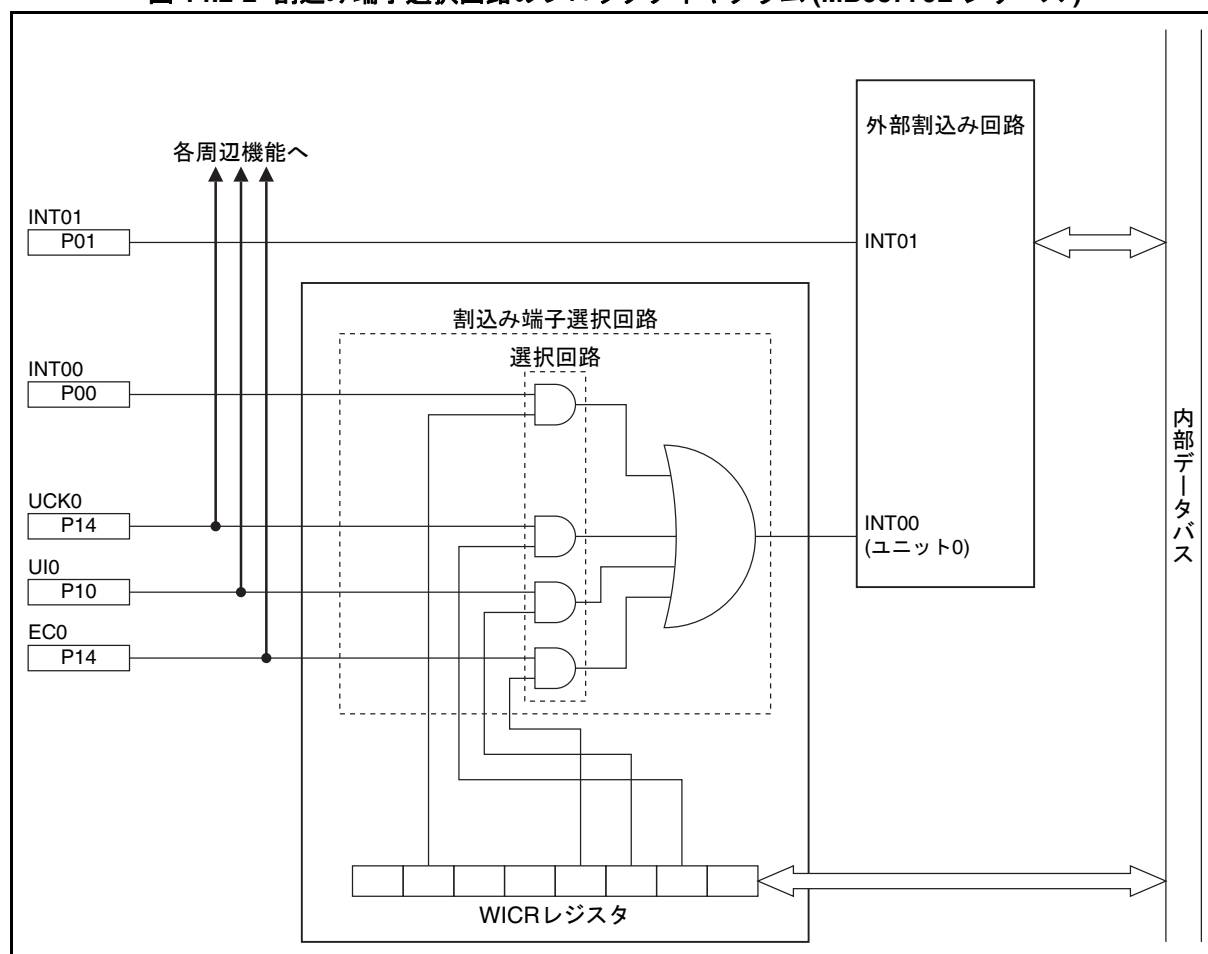 各周辺機能へ
外部割込み回路
INT01
P01
INT01
割込み端子選択回路
選択回路
INT00
P00
UCK0
P14
INT00
(ユニット0)
UI0
P10
EC0
P14
内部データバス
WICRレジスタ